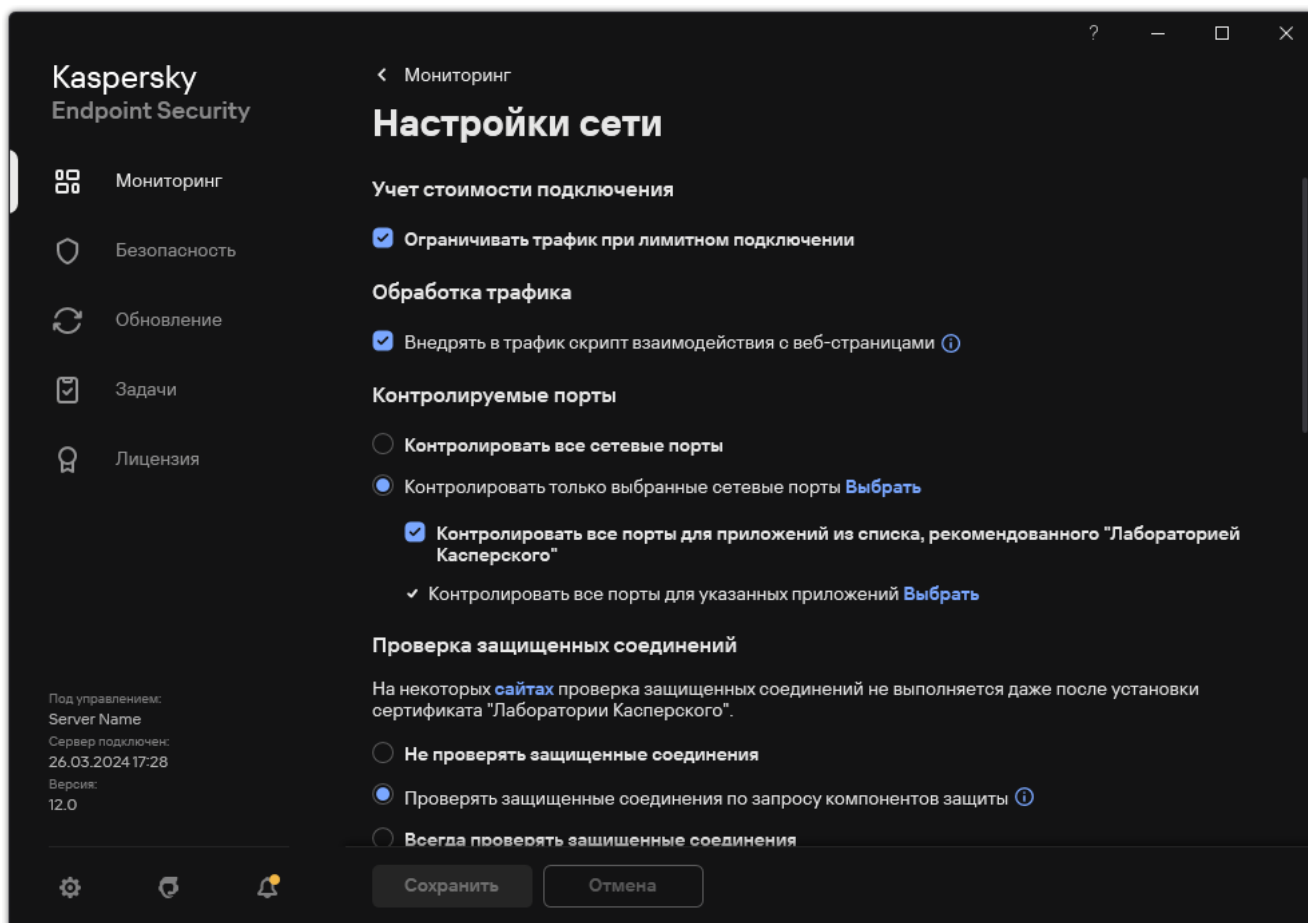 ?
Kaspersky
Endpoint Security
Мониторинг
Безопасность
Обновление
Задачи
Лицензия
Под управлением:
Server Name
Сервер подключен:
26.03.2024 17:28
Версия:
12.0
Мониторинг
Настройки сети
Учет стоимости подключения
Ограничивать трафик при лимитном подключении
Обработка трафика
Внедрять в трафик скрипт взаимодействия с веб-страницами
Контролируемые порты
Контролировать все сетевые порты
Контролировать только выбранные сетевые порты Выбрать
Контролировать все порты для приложений из списка, рекомендованного "Лабораторией
Касперского"
Контролировать все порты для указанных приложений Выбрать
Проверка защищенных соединений
На некоторых сайтах проверка защищенных соединений не выполняется даже после установки
сертификата "Лаборатории Касперского".
Не проверять защищенные соединения
Проверять защищенные соединения по запросу компонентов защиты
Всегда проверять защищенные соединения
Сохранить
Отмена